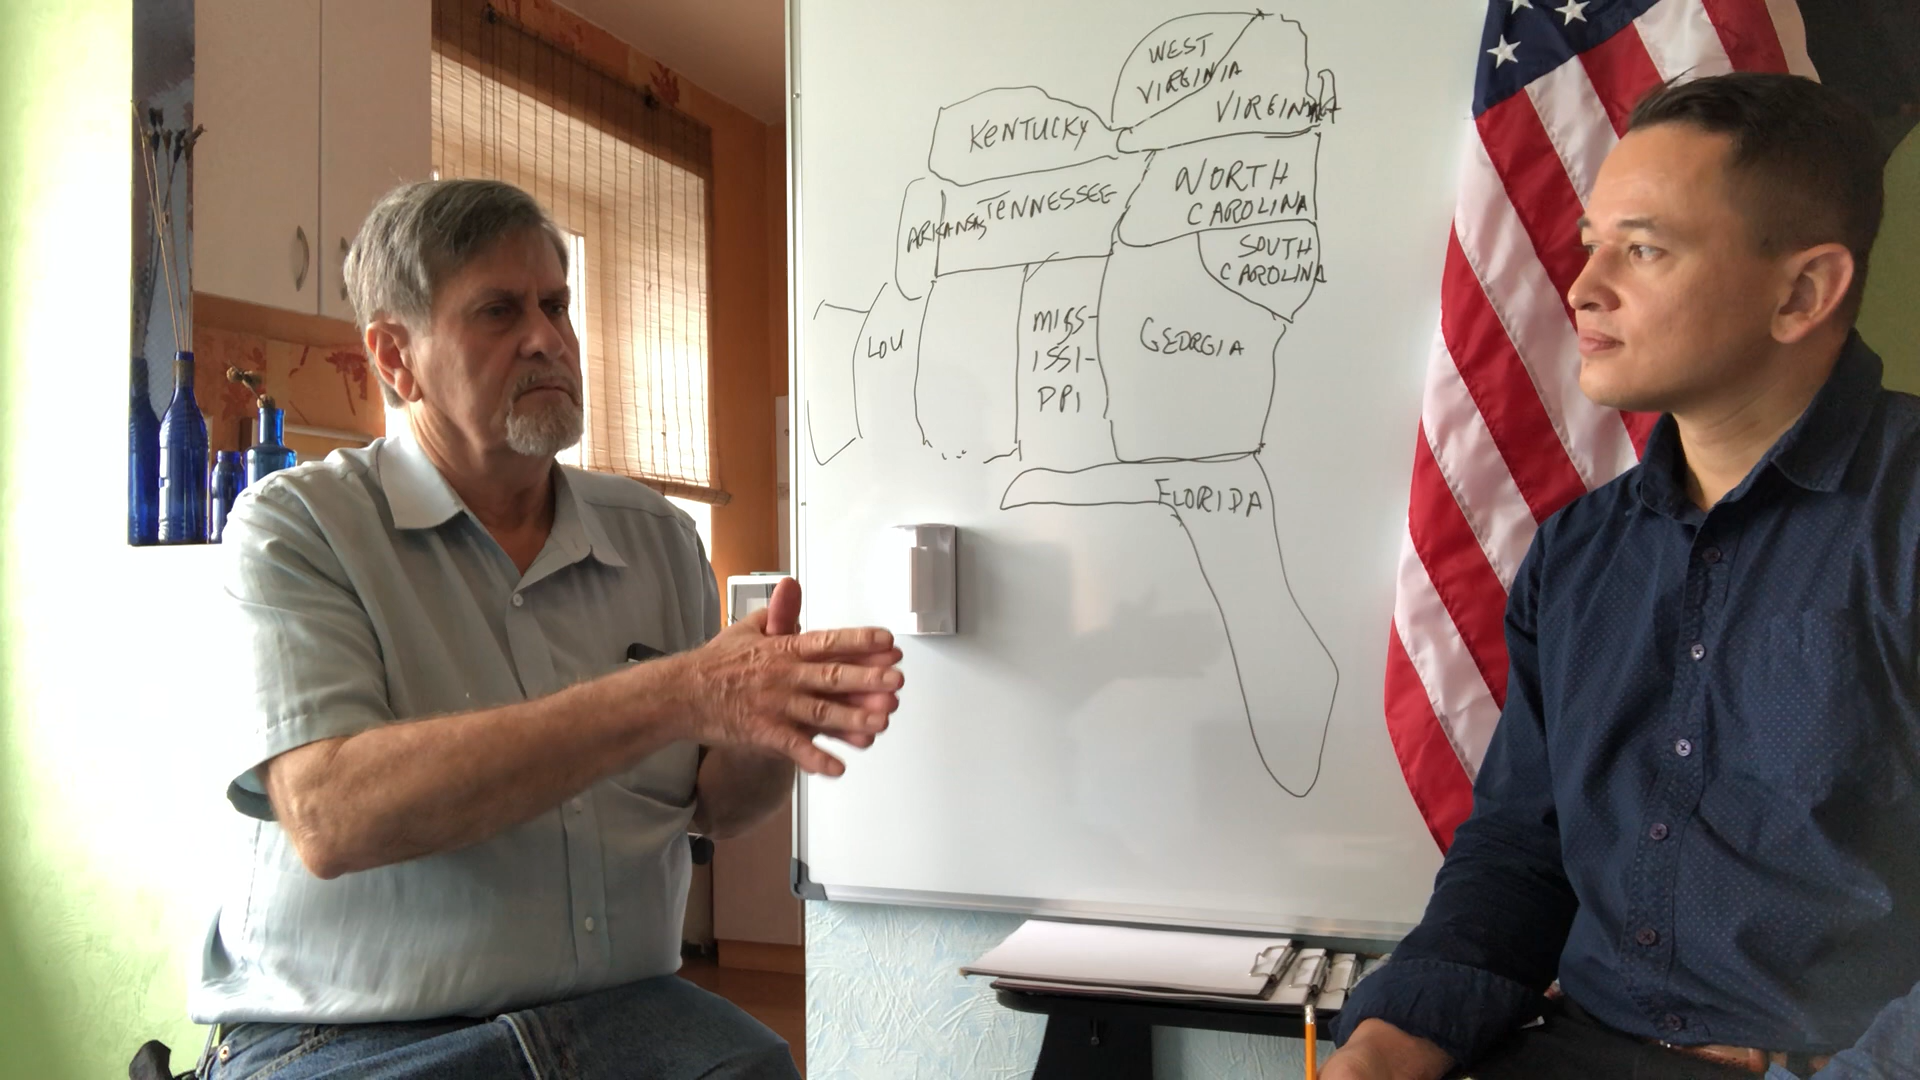 WEST
VIRGINIA
VIRGINIA
KENTUCKY
NORTH
CAROLINA
TENNESSEE
ARKANSAS
SOUTH
CAROLINA
LOU
MISS-
ISSI-
PPI
GEORGIA
FLORIDA